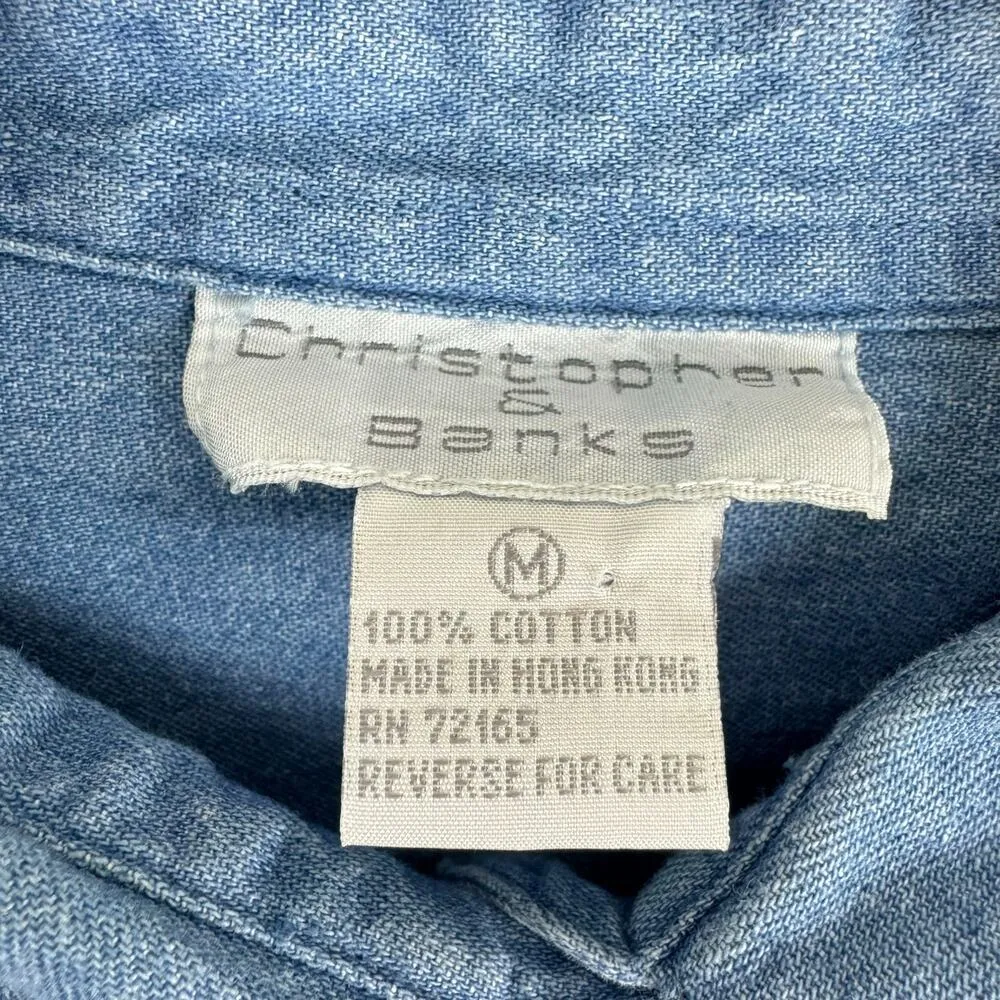 Christopher
&
Banks
M
100% COTTON
MADE IN HONG KONG
RN 72165
REVERSE FOR CARE